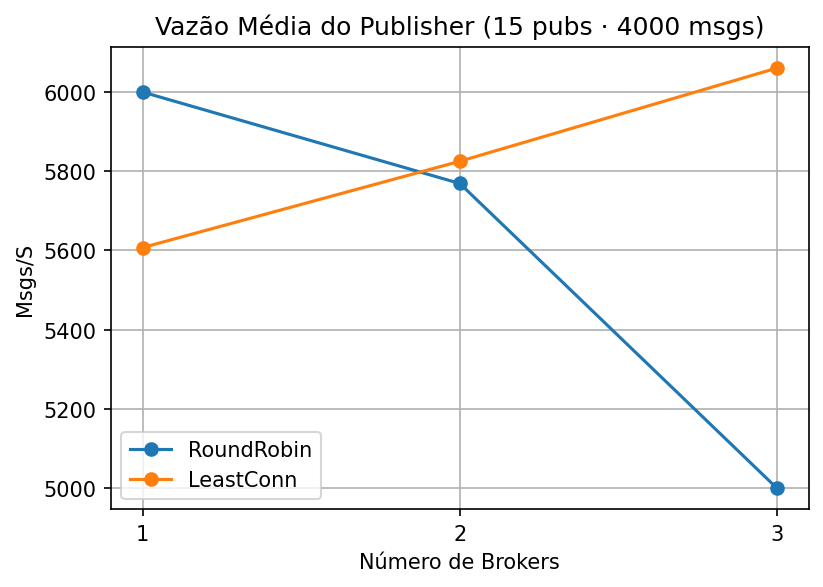 Vazão Média do Publisher (15 pubs · 4000 msgs)
Msgs/S
6000
5800
5600
5400
5200
5000
RoundRobin
LeastConn
1 2 3
Número de Brokers